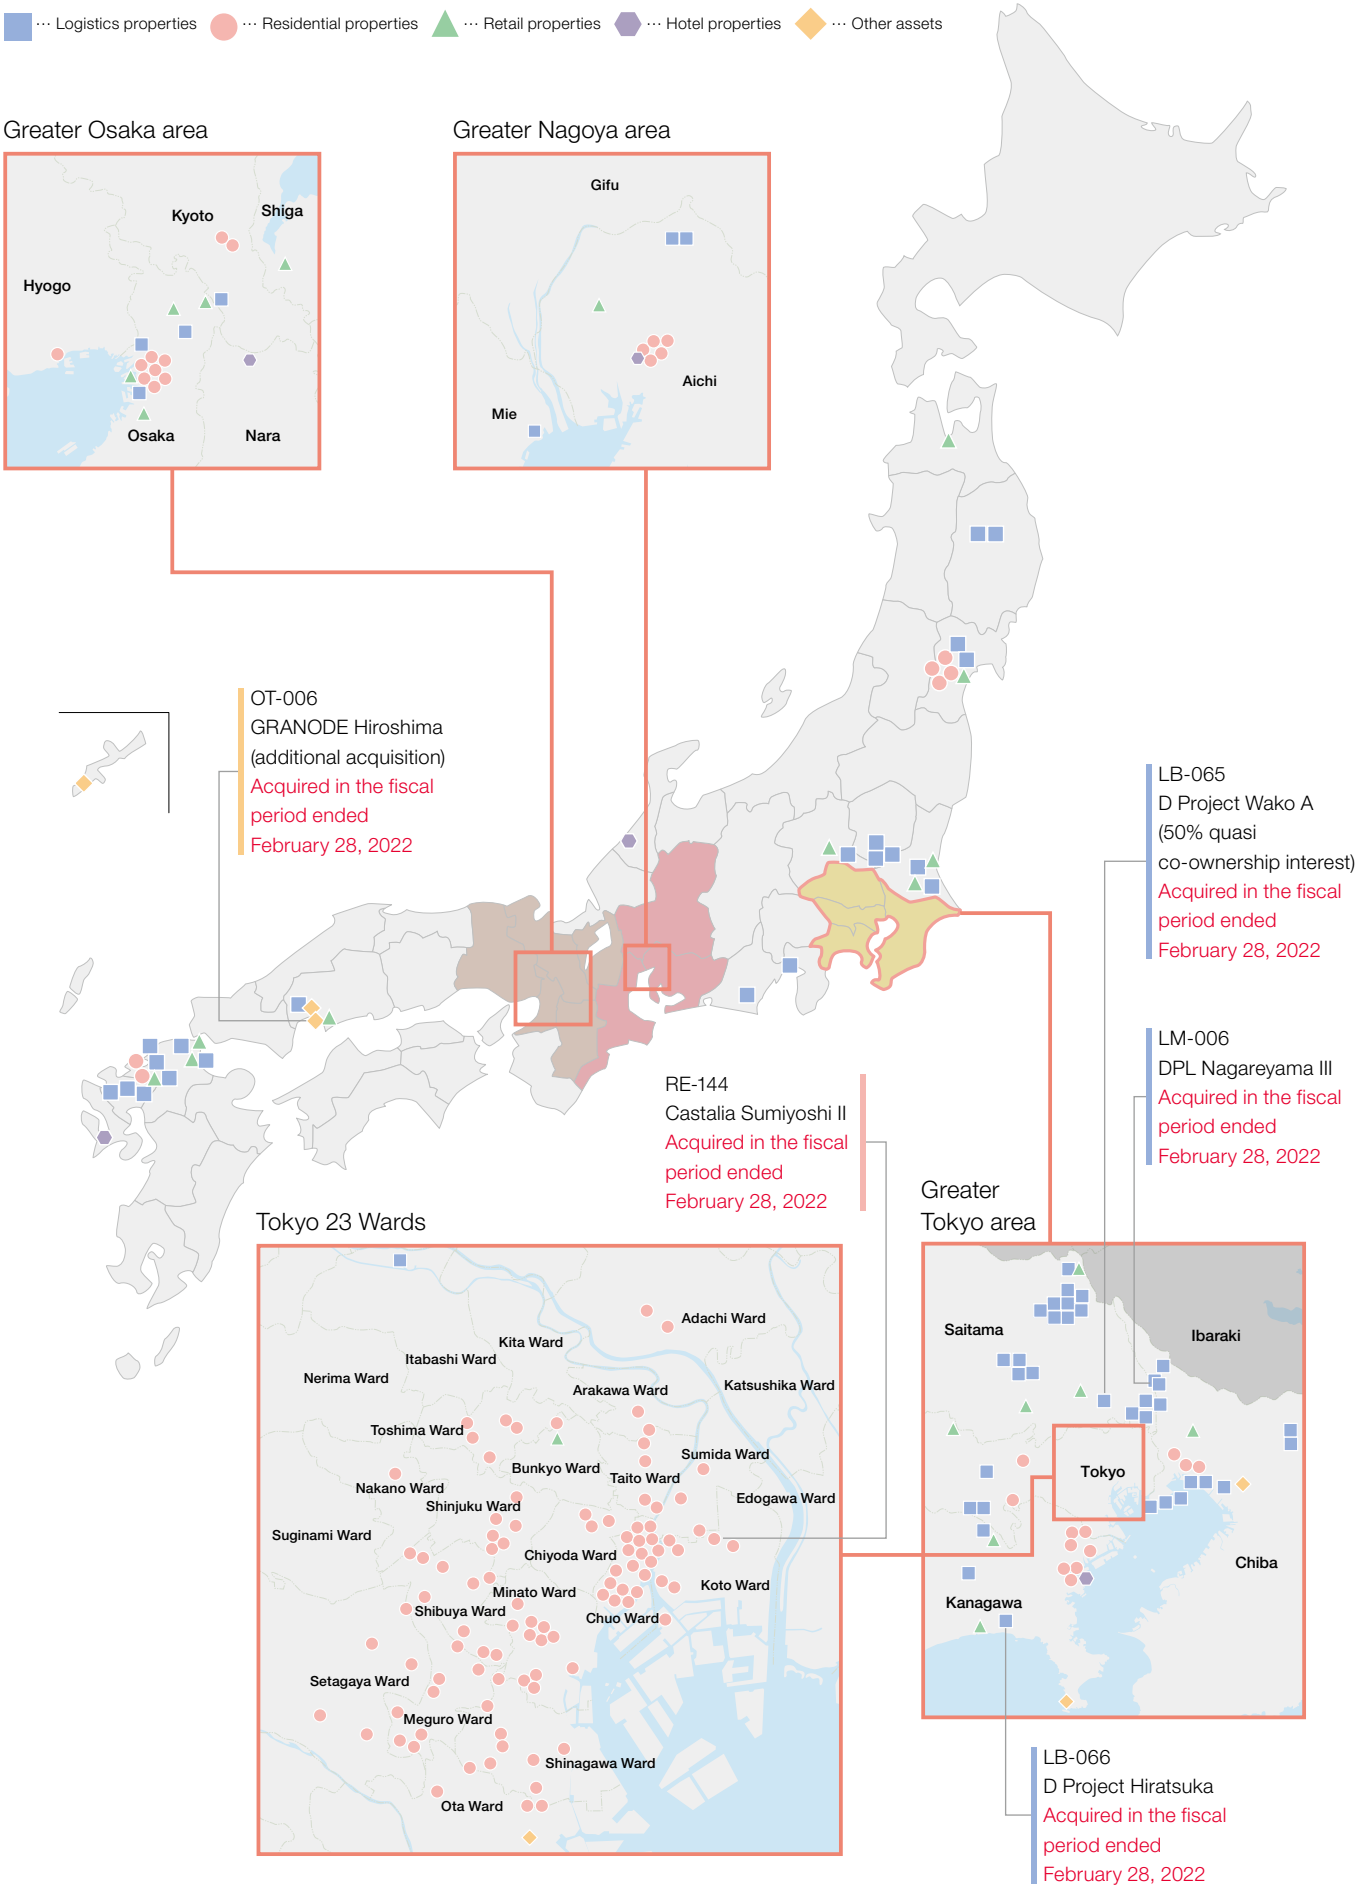 … Logistics properties … Residential properties … Retail properties … Hotel properties … Other assets
Greater Osaka area
Kyoto
Shiga
Hyogo
Osaka
Nara
Greater Nagoya area
Gifu
Aichi
Mie
OT-006
GRANODE Hiroshima
(additional acquisition)
Acquired in the fiscal
period ended
February 28, 2022
LB-065
D Project Wako A
(50% quasi
co-ownership interest)
Acquired in the fiscal
period ended
February 28, 2022
LM-006
DPL Nagareyama III
Acquired in the fiscal
period ended
February 28, 2022
RE-144
Castalia Sumiyoshi II
Acquired in the fiscal
period ended
February 28, 2022
Tokyo 23 Wards
Adachi Ward
Kita Ward
Itabashi Ward
Nerima Ward
Katsushika Ward
Arakawa Ward
Toshima Ward
Sumida Ward
Bunkyo Ward
Taito Ward
Nakano Ward
Edogawa Ward
Shinjuku Ward
Suginami Ward
Chiyoda Ward
Koto Ward
Minato Ward
Shibuya Ward
Chuo Ward
Setagaya Ward
Meguro Ward
Shinagawa Ward
Ota Ward
Greater
Tokyo area
Saitama
Ibaraki
Tokyo
Chiba
Kanagawa
LB-066
D Project Hiratsuka
Acquired in the fiscal
period ended
February 28, 2022